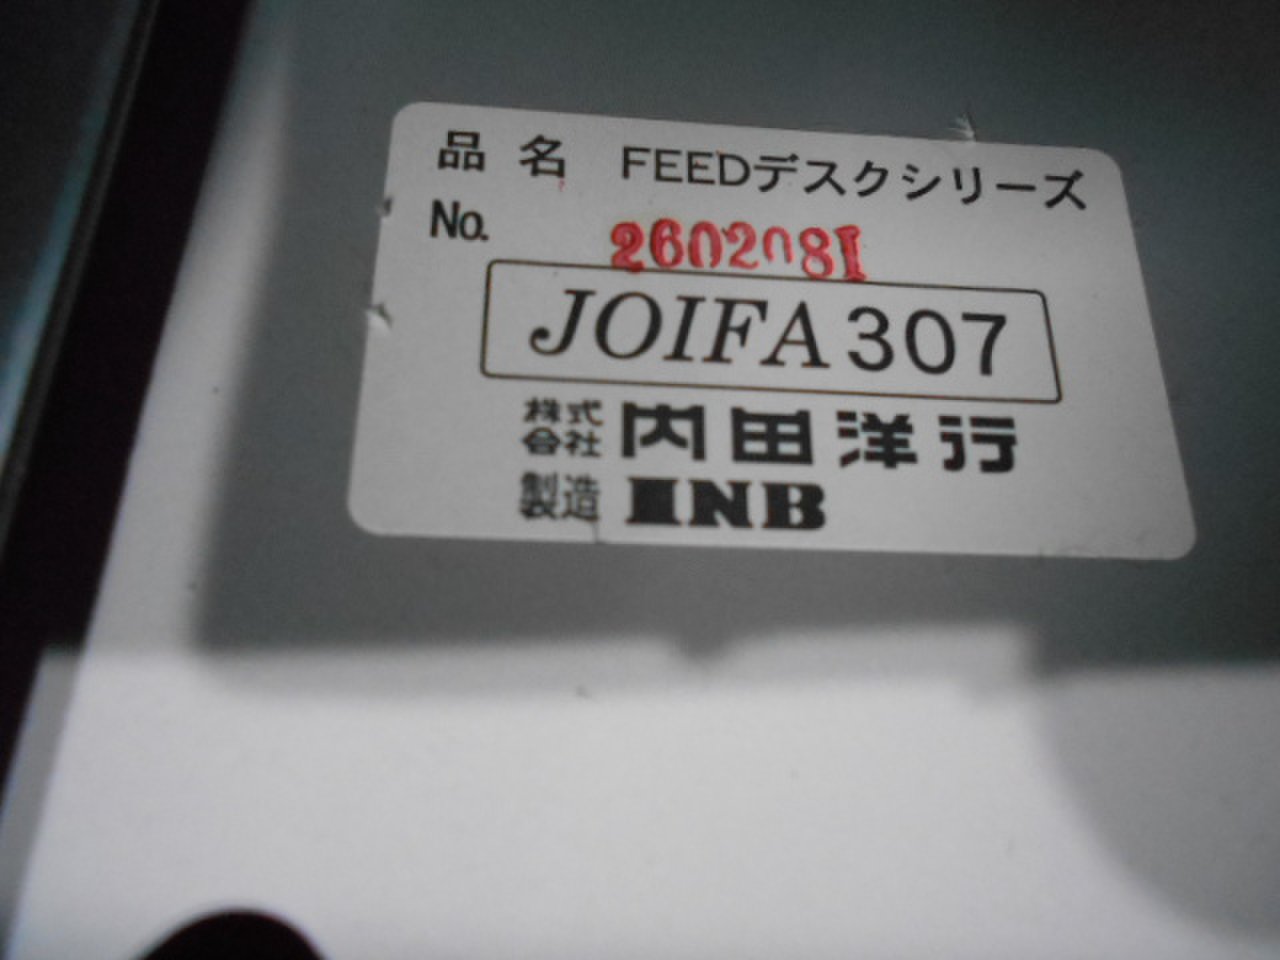 品名 FEEDデスクシリーズ
No. 2602081
JOIFA 307
株式会社 内田洋行
製造 INB